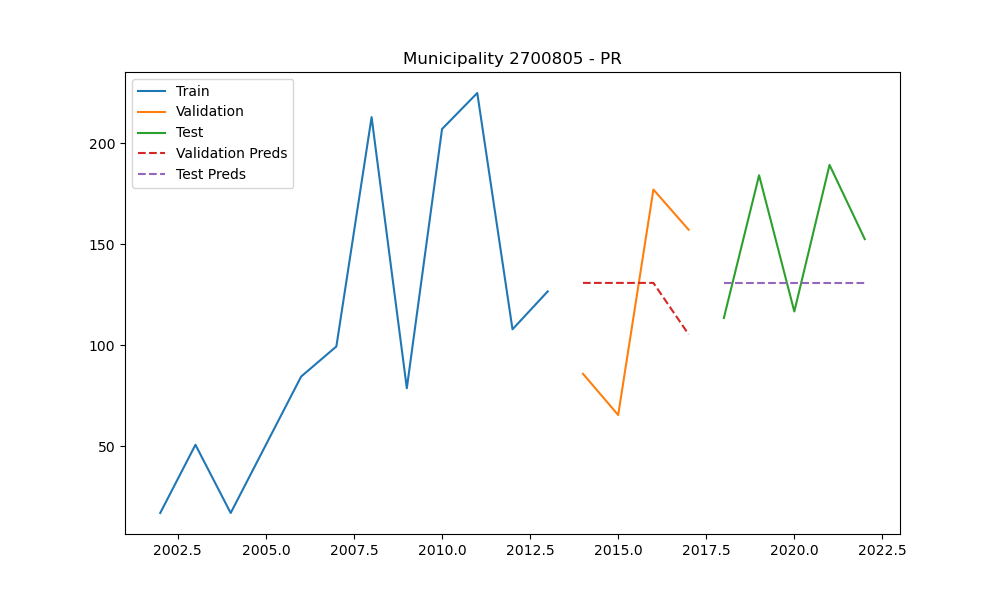 Municipality 2700805 - PR
Train
Validation
Test
Validation Preds
Test Preds
200
150
100
50
2002.5 2005.0 2007.5 2010.0 2012.5 2015.0 2017.5 2020.0 2022.5